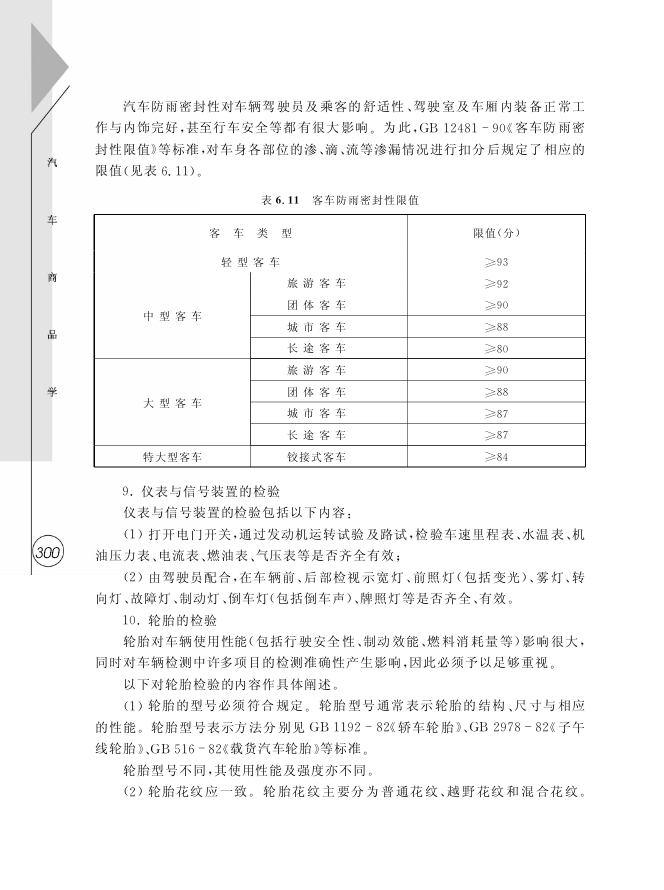 汽车防雨密封性对车辆驾驶员及乘客的舒适性、驾驶室及车厢内装备正常工
作与内饰完好,甚至行车安全等都有很大影响。为此,GB 12481-90《客车防雨密
封性限值》等标准,对车身各部位的渗、滴、流等渗漏情况进行扣分后规定了相应的
限值(见表 6.11)。
表 6.11 客车防雨密封性限值
客 车 类 型 限值(分)
轻 型 客 车 ≥93
中 型 客 车 旅 游 客 车 ≥92
团 体 客 车 ≥90
城 市 客 车 ≥88
长 途 客 车 ≥80
大 型 客 车 旅 游 客 车 ≥90
团 体 客 车 ≥88
城 市 客 车 ≥87
长 途 客 车 ≥87
特大型客车 铰接式客车 ≥84
9. 仪表与信号装置的检验
仪表与信号装置的检验包括以下内容:
(1) 打开电门开关,通过发动机运转试验及路试,检验车速里程表、水温表、机
油压力表、电流表、燃油表、气压表等是否齐全有效;
(2) 由驾驶员配合,在车辆前、后部检视示宽灯、前照灯(包括变光)、雾灯、转
向灯、故障灯、制动灯、倒车灯(包括倒车声)、牌照灯等是否齐全、有效。
10. 轮胎的检验
轮胎对车辆使用性能(包括行驶安全性、制动效能、燃料消耗量等)影响很大,
同时对车辆检测中许多项目的检测准确性产生影响,因此必须予以足够重视。
以下对轮胎检验的内容作具体阐述。
(1) 轮胎的型号必须符合规定。轮胎型号通常表示轮胎的结构、尺寸与相应
的性能。轮胎型号表示方法分别见 GB 1192-82《轿车轮胎》、GB 2978-82《子午
线轮胎》、GB 516-82《载货汽车轮胎》等标准。
轮胎型号不同,其使用性能及强度亦不同。
(2) 轮胎花纹应一致。轮胎花纹主要分为普通花纹、越野花纹和混合花纹。
汽
车
商
品
学
300